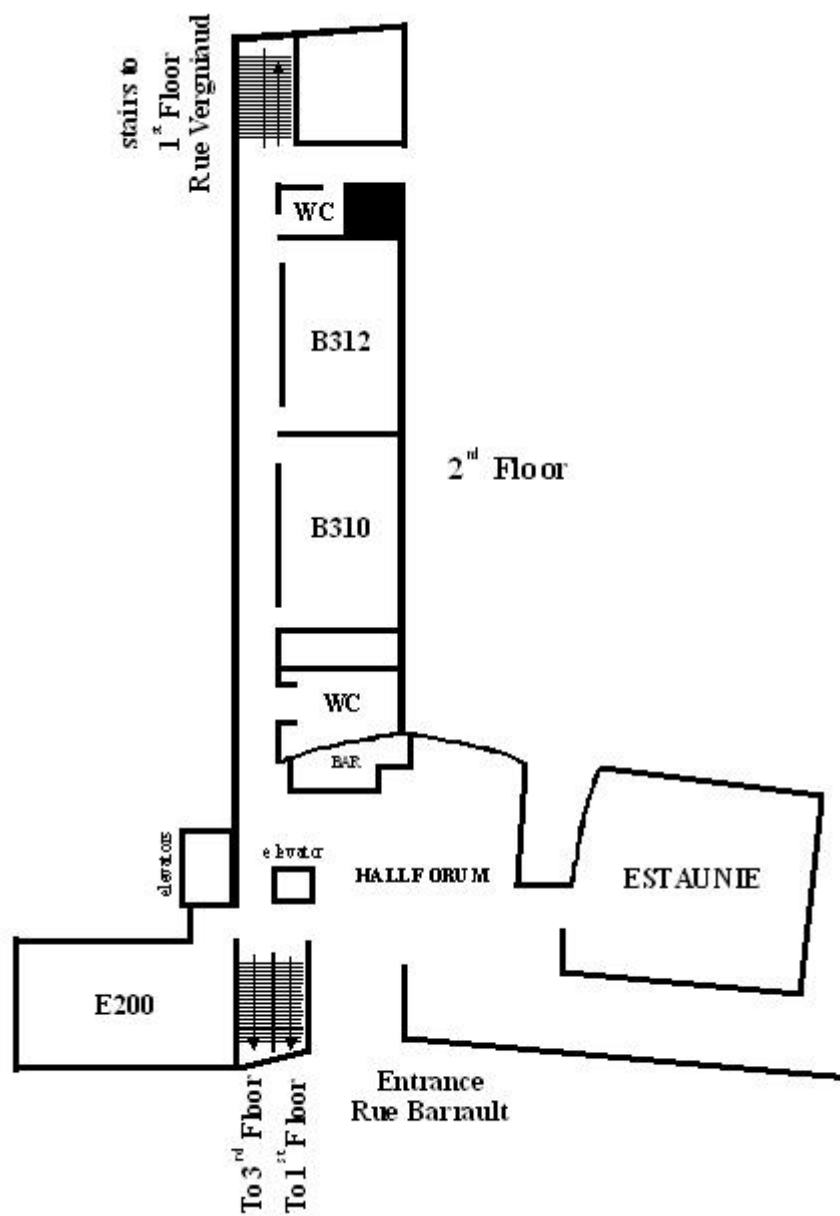 stairs to
1st Floor
Rue Vergniaud
WC
B312
2nd Floor
B310
WC
BAR
elevators
elevator
HALL FORUM
ESTAUNIE
E200
Entrance
Rue Barrault
To 3rd Floor
To 1st Floor